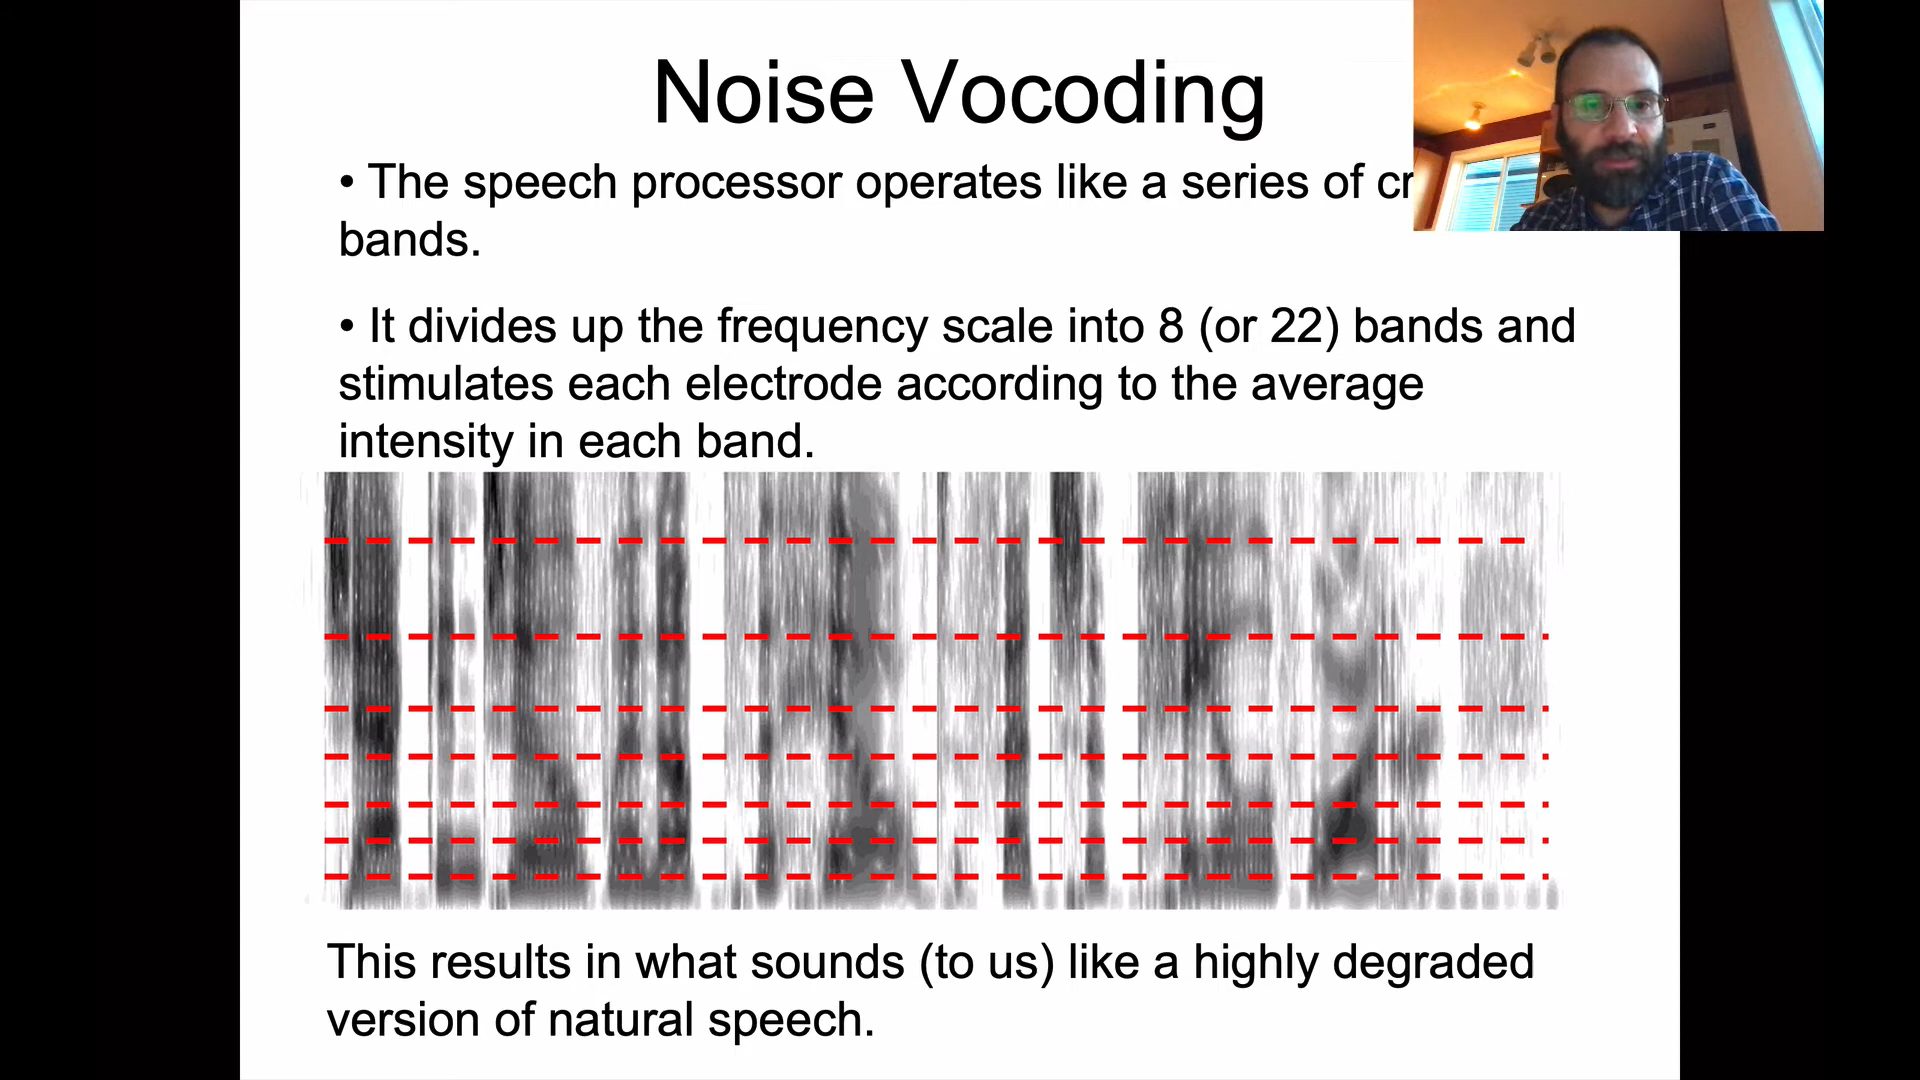 Noise Vocoding
• The speech processor operates like a series of
bands.
• It divides up the frequency scale into 8 (or 22) bands and
stimulates each electrode according to the average
intensity in each band.
This results in what sounds (to us) like a highly degraded
version of natural speech.